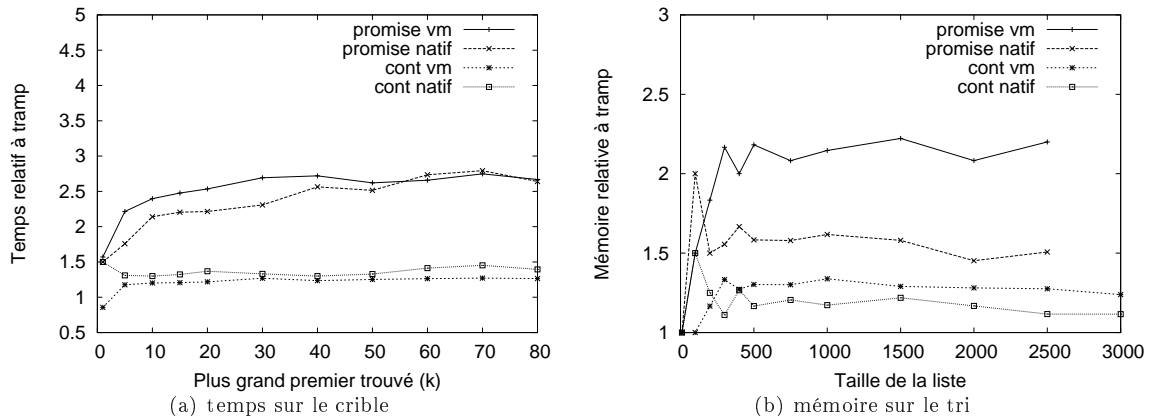 5
4.5
4
3.5
3
2.5
2
1.5
1
0.5
0 10 20 30 40 50 60 70 80
Temps relatif à tramp
Plus grand premier trouvé (k)
promise vm
promise natif
cont vm
cont natif
(a) temps sur le crible
3
2.5
2
1.5
1
0 500 1000 1500 2000 2500 3000
Mémoire relative à tramp
Taille de la liste
promise vm
promise natif
cont vm
cont natif
(b) mémoire sur le tri